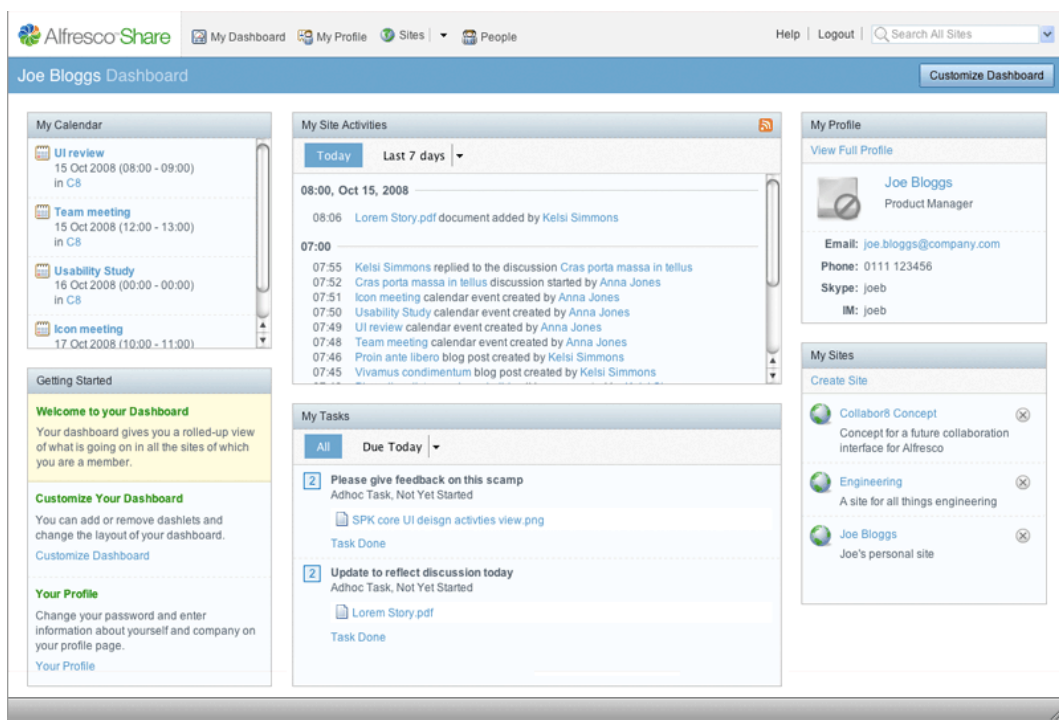 Alfresco Share
My Dashboard
My Profile
Sites
People
Help
Logout
Search All Sites
Joe Bloggs Dashboard
Customize Dashboard
My Calendar
UI review
15 Oct 2008 (08:00 - 09:00)
in C8
Team meeting
15 Oct 2008 (12:00 - 13:00)
in C8
Usability Study
16 Oct 2008 (00:00 - 00:00)
in C8
Icon meeting
17 Oct 2008 (10:00 - 11:00)
Getting Started
Welcome to your Dashboard
Your dashboard gives you a rolled-up view
of what is going on in all the sites of which
you are a member.
Customize Your Dashboard
You can add or remove dashlets and
change the layout of your dashboard.
Customize Dashboard
Your Profile
Change your password and enter
information about yourself and company on
your profile page.
Your Profile
My Site Activities
Today
Last 7 days
08:00, Oct 15, 2008
08:06 Lorem Story.pdf document added by Kelsi Simmons
07:00
07:55 Kelsi Simmons replied to the discussion Cras porta massa in tellus
07:52 Cras porta massa in tellus discussion started by Anna Jones
07:51 Icon meeting calendar event created by Anna Jones
07:50 Usability Study calendar event created by Anna Jones
07:49 UI review calendar event created by Anna Jones
07:48 Team meeting calendar event created by Anna Jones
07:46 Proin ante libero blog post created by Kelsi Simmons
07:45 Vivamus condimentum blog post created by Kelsi Simmons
My Tasks
All
Due Today
2 Please give feedback on this scamp
Adhoc Task, Not Yet Started
SPK core UI deisgn activties view.png
Task Done
2 Update to reflect discussion today
Adhoc Task, Not Yet Started
Lorem Story.pdf
Task Done
My Profile
View Full Profile
Joe Bloggs
Product Manager
Email: joe.bloggs@company.com
Phone: 0111 123456
Skype: joeb
IM: joeb
My Sites
Create Site
Collabor8 Concept
Concept for a future collaboration
interface for Alfresco
Engineering
A site for all things engineering
Joe Bloggs
Joe's personal site